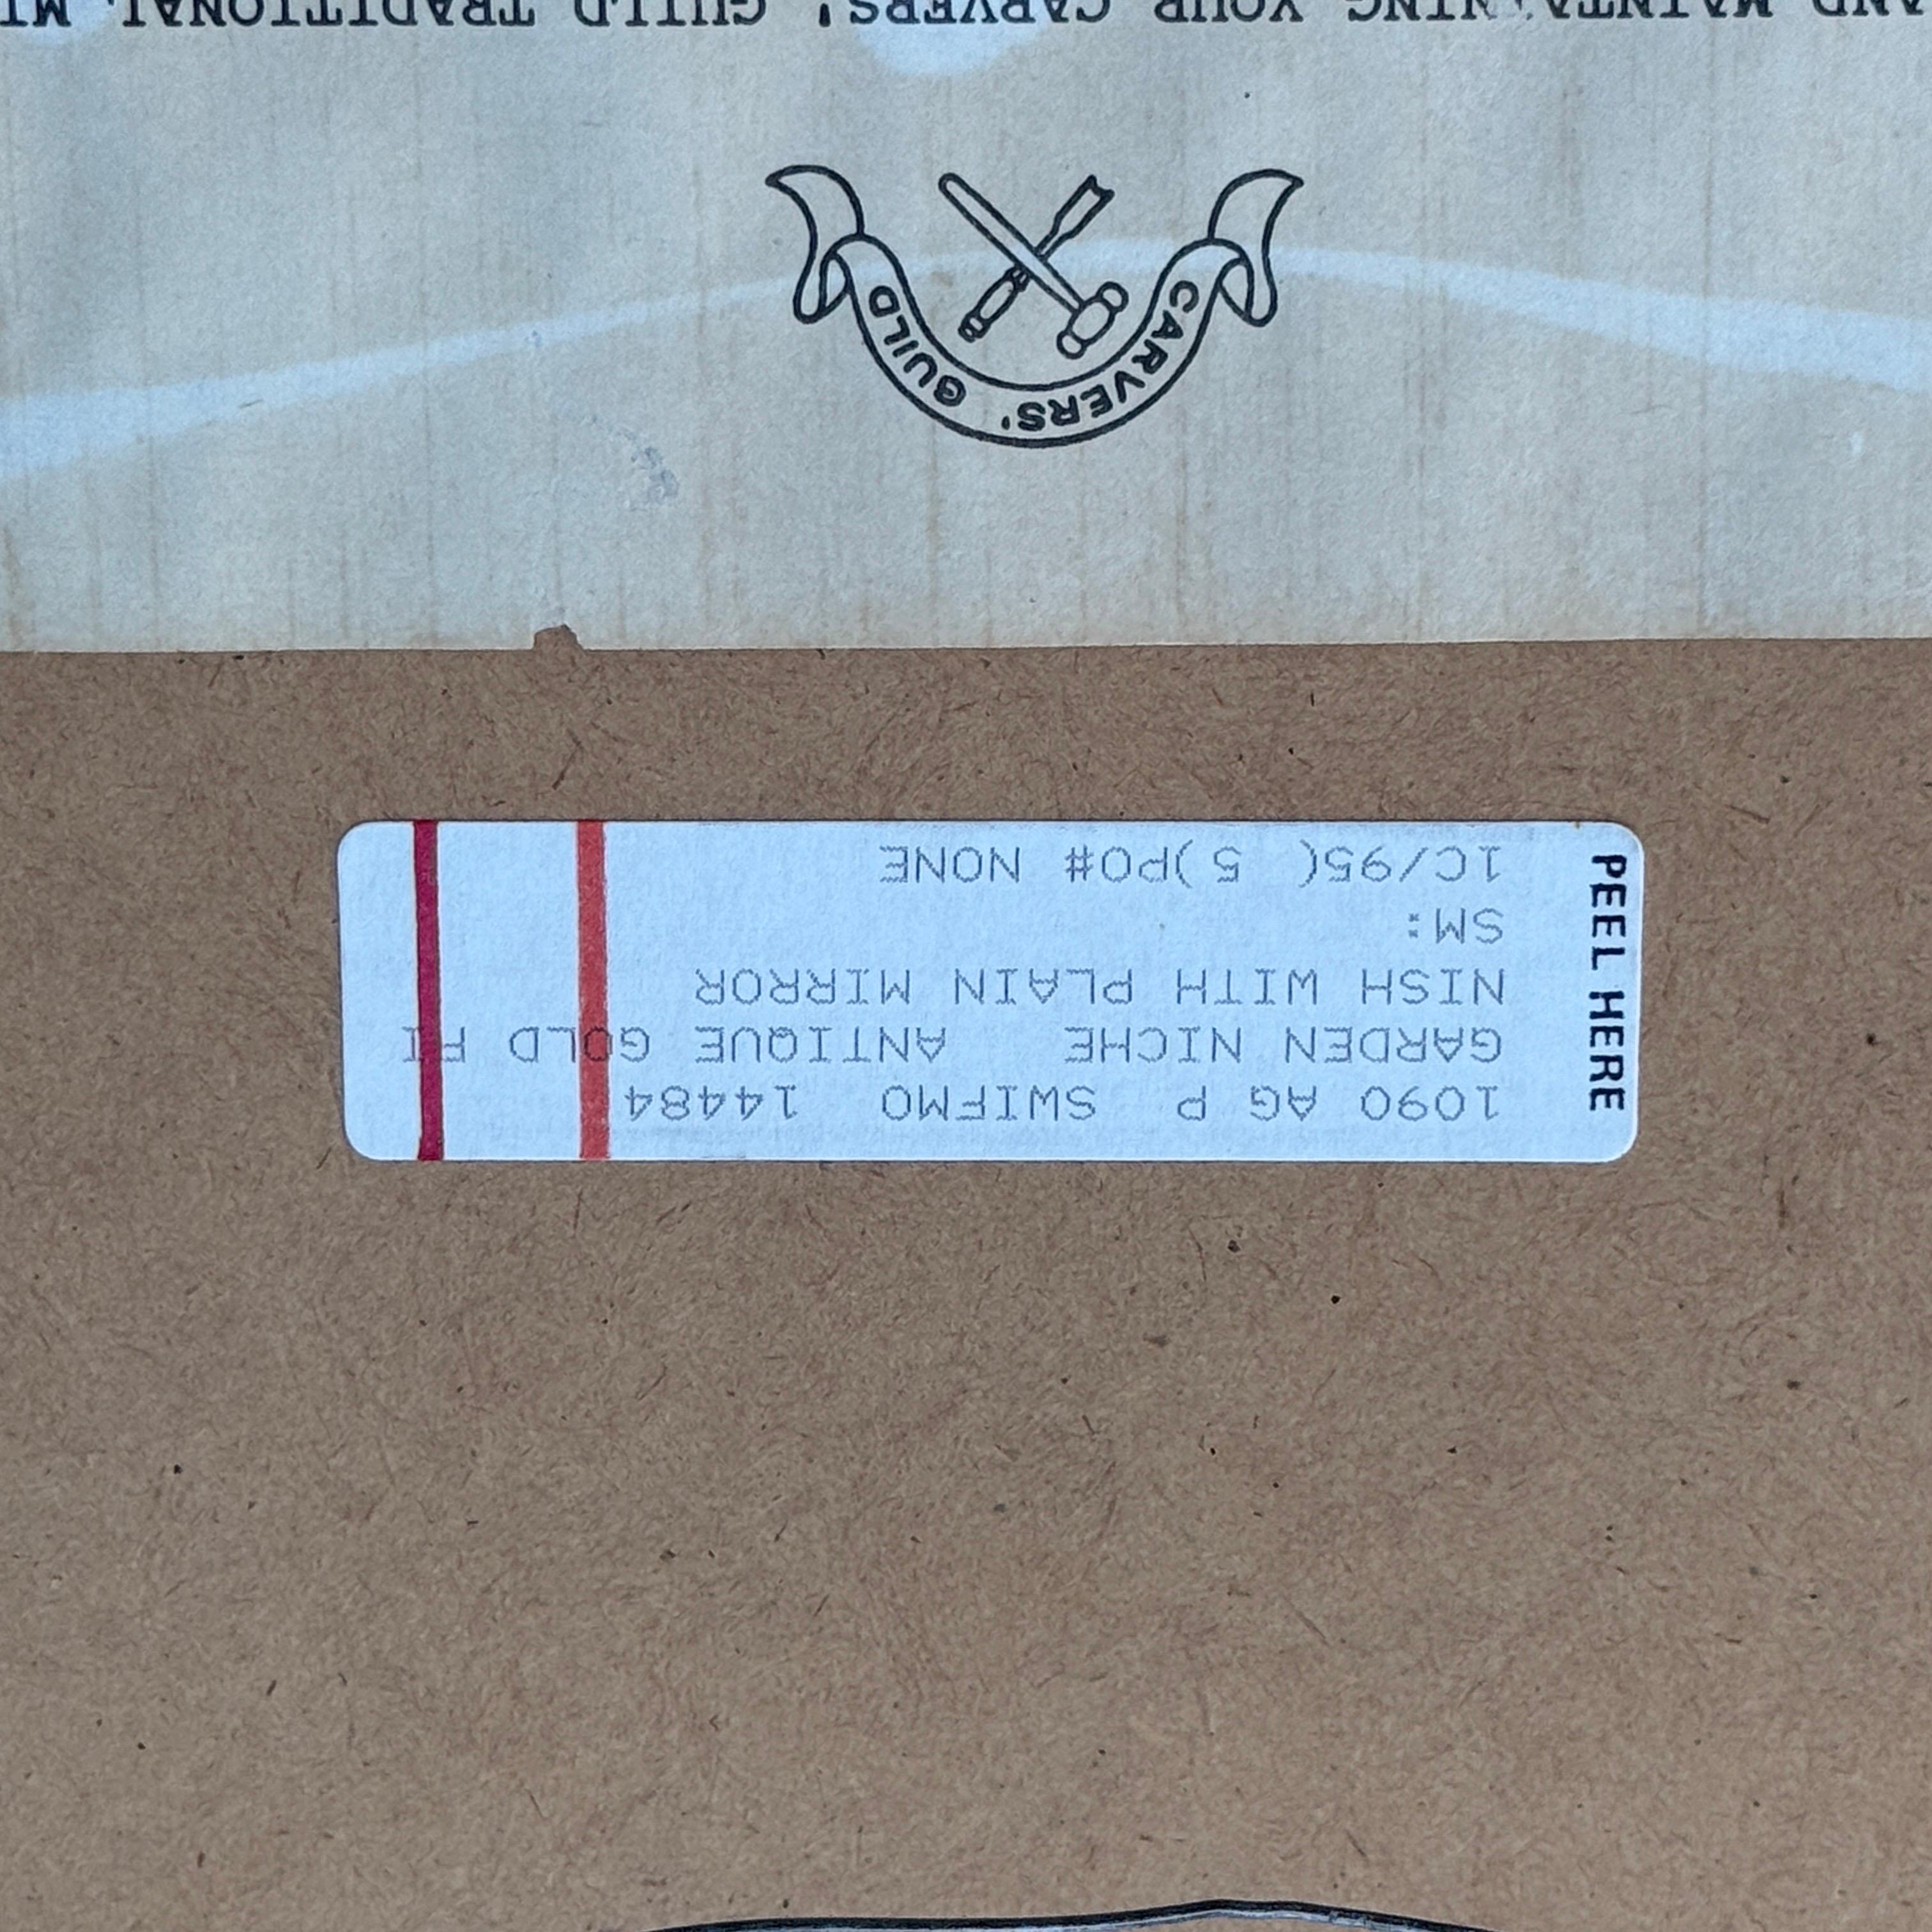 1090 AG P SWIFMO 14484
GARDEN NICHE ANTIQUE GOLD FI
NISH WITH PLAIN MIRROR
SM:
1C/95( 5)PO# NONE
PEEL HERE
CARVERS' GUILD
AND MAINTAINING YOUR CARVERS' GUILD TRADITIONAL MI